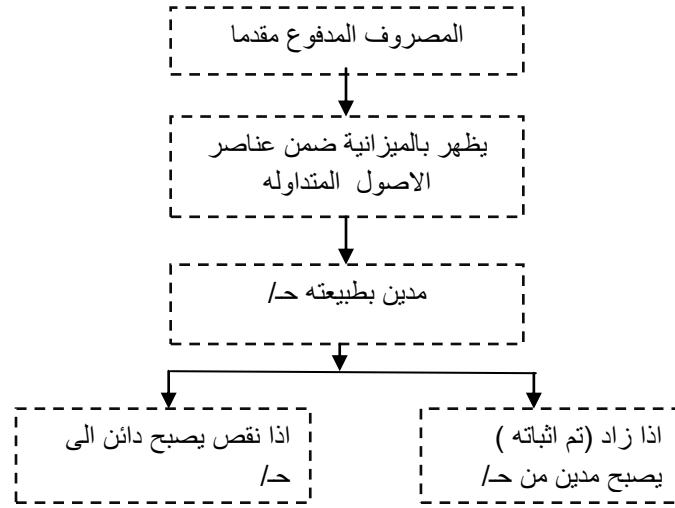 المصروف المدفوع مقدما
يظهر بالميزانية ضمن عناصر
الاصول المتداوله
مدين بطبيعته حـ/
اذا زاد (تم اثباته )
يصبح مدين من حـ/
اذا نقص يصبح دائن الى
حـ/